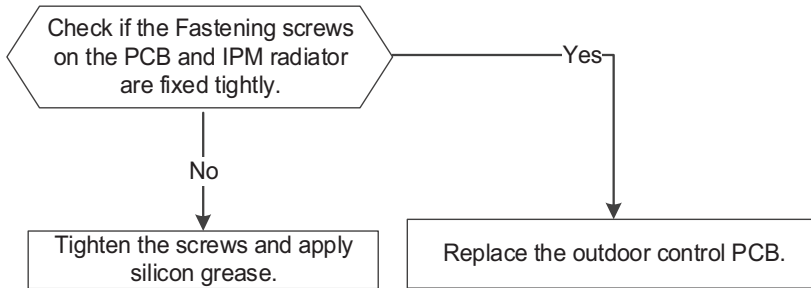 Check if the Fastening screws
on the PCB and IPM radiator
are fixed tightly.
Yes
No
Tighten the screws and apply
silicon grease.
Replace the outdoor control PCB.